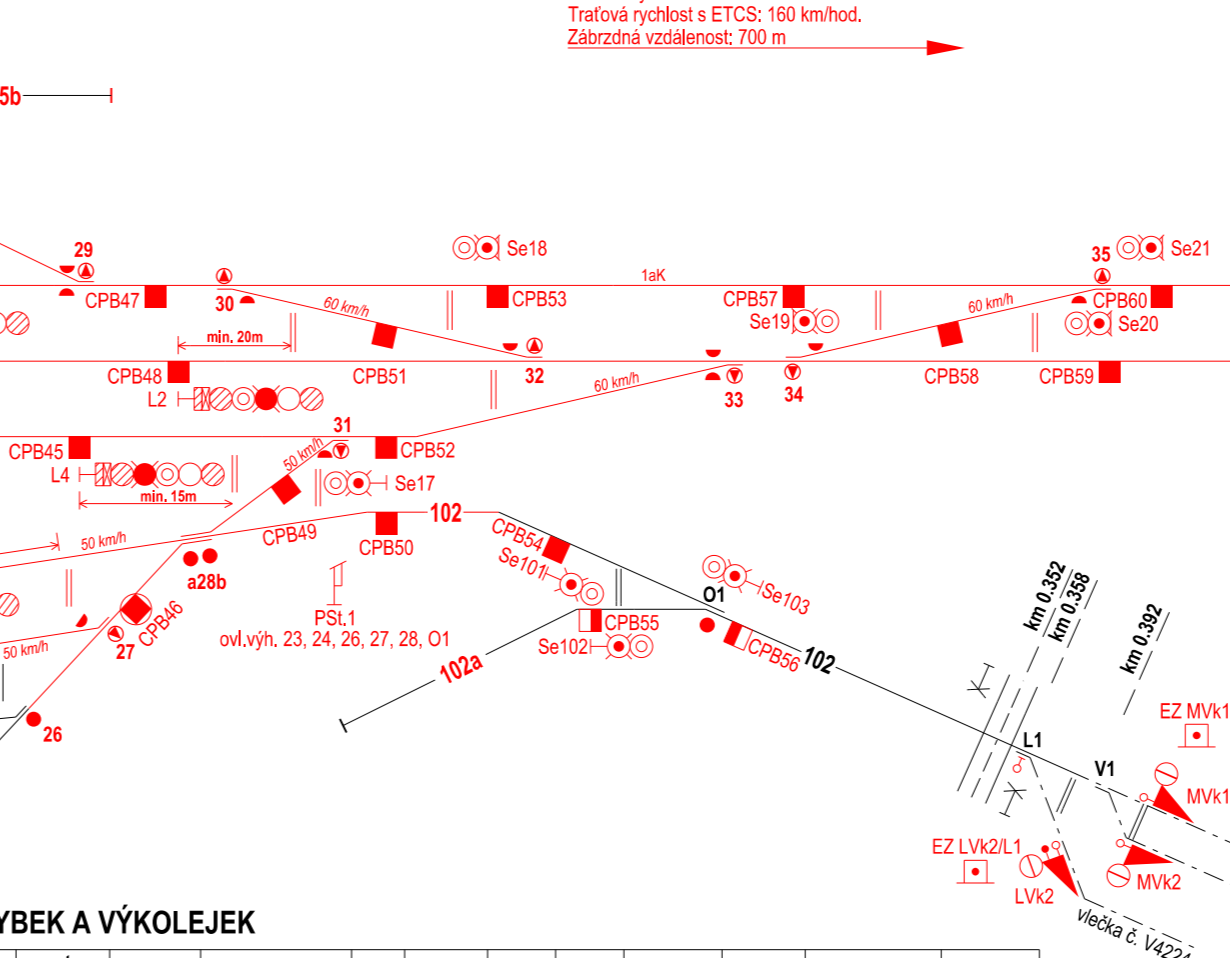 Traťová rychlost s ETCS: 160 km/hod.
Zábrzdná vzdálenost: 700 m
5b
29
Se18
35
Se21
1aK
CPB47
30
60 km/h
CPB53
CPB57
60 km/h
CPB60
Se19
Se20
min. 20m
CPB48
CPB51
32
33
34
CPB58
CPB59
L2
60 km/h
31
CPB45
50 km/h
CPB52
L4
Se17
min. 15m
50 km/h
CPB49
102
CPB50
CPB54
a28b
Se101
O1
Se103
km 0.352
km 0.358
km 0.392
PSt.1
ovl.výh. 23, 24, 26, 27, 28, O1
CPB46
CPB55
Se102
CPB56
102
50 km/h
27
102a
26
EZ MVk1
L1
V1
MVk1
EZ LVk2/L1
LVk2
MVk2
vlečka č. V4224
YBEK A VÝKOLEJEK